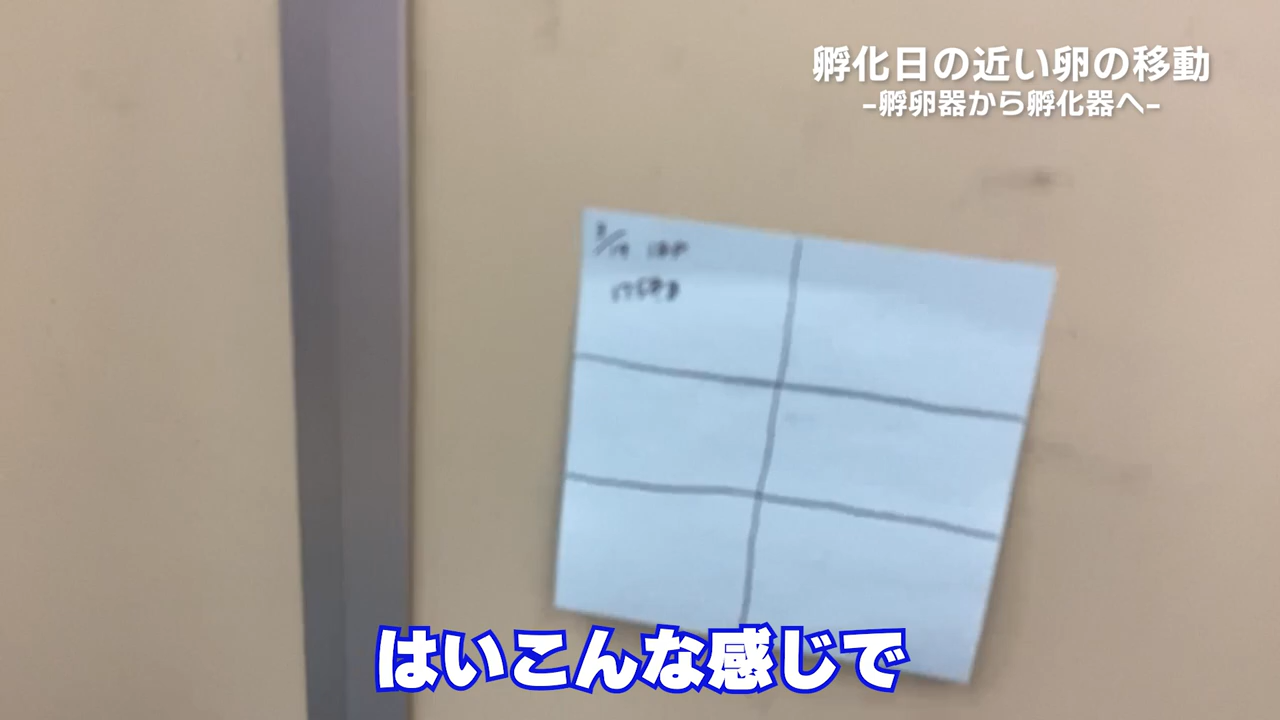 孵化日の近い卵の移動
–孵卵器から孵化器へ–
はいこんな感じで